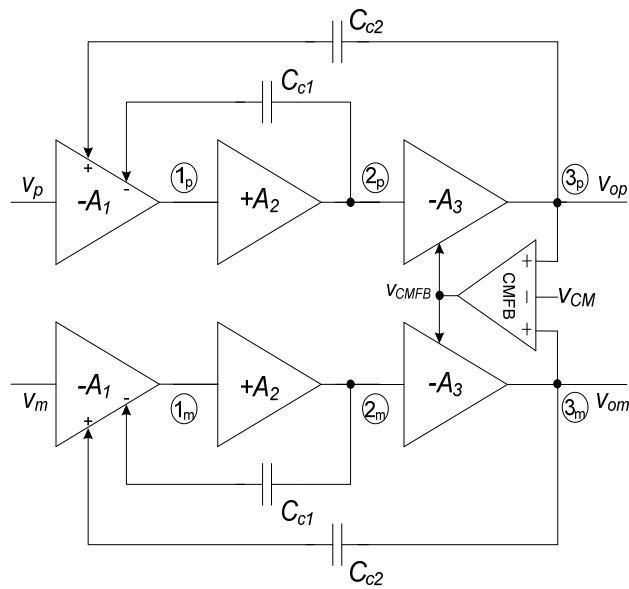 Cc2
Cc1
+
-
vp
-A1
1p
+A2
2p
-A3
3p
vop
+
CMFB
-
vCM
+
vCMFB
vm
-A1
-
+
1m
+A2
2m
-A3
3m
vom
Cc1
Cc2